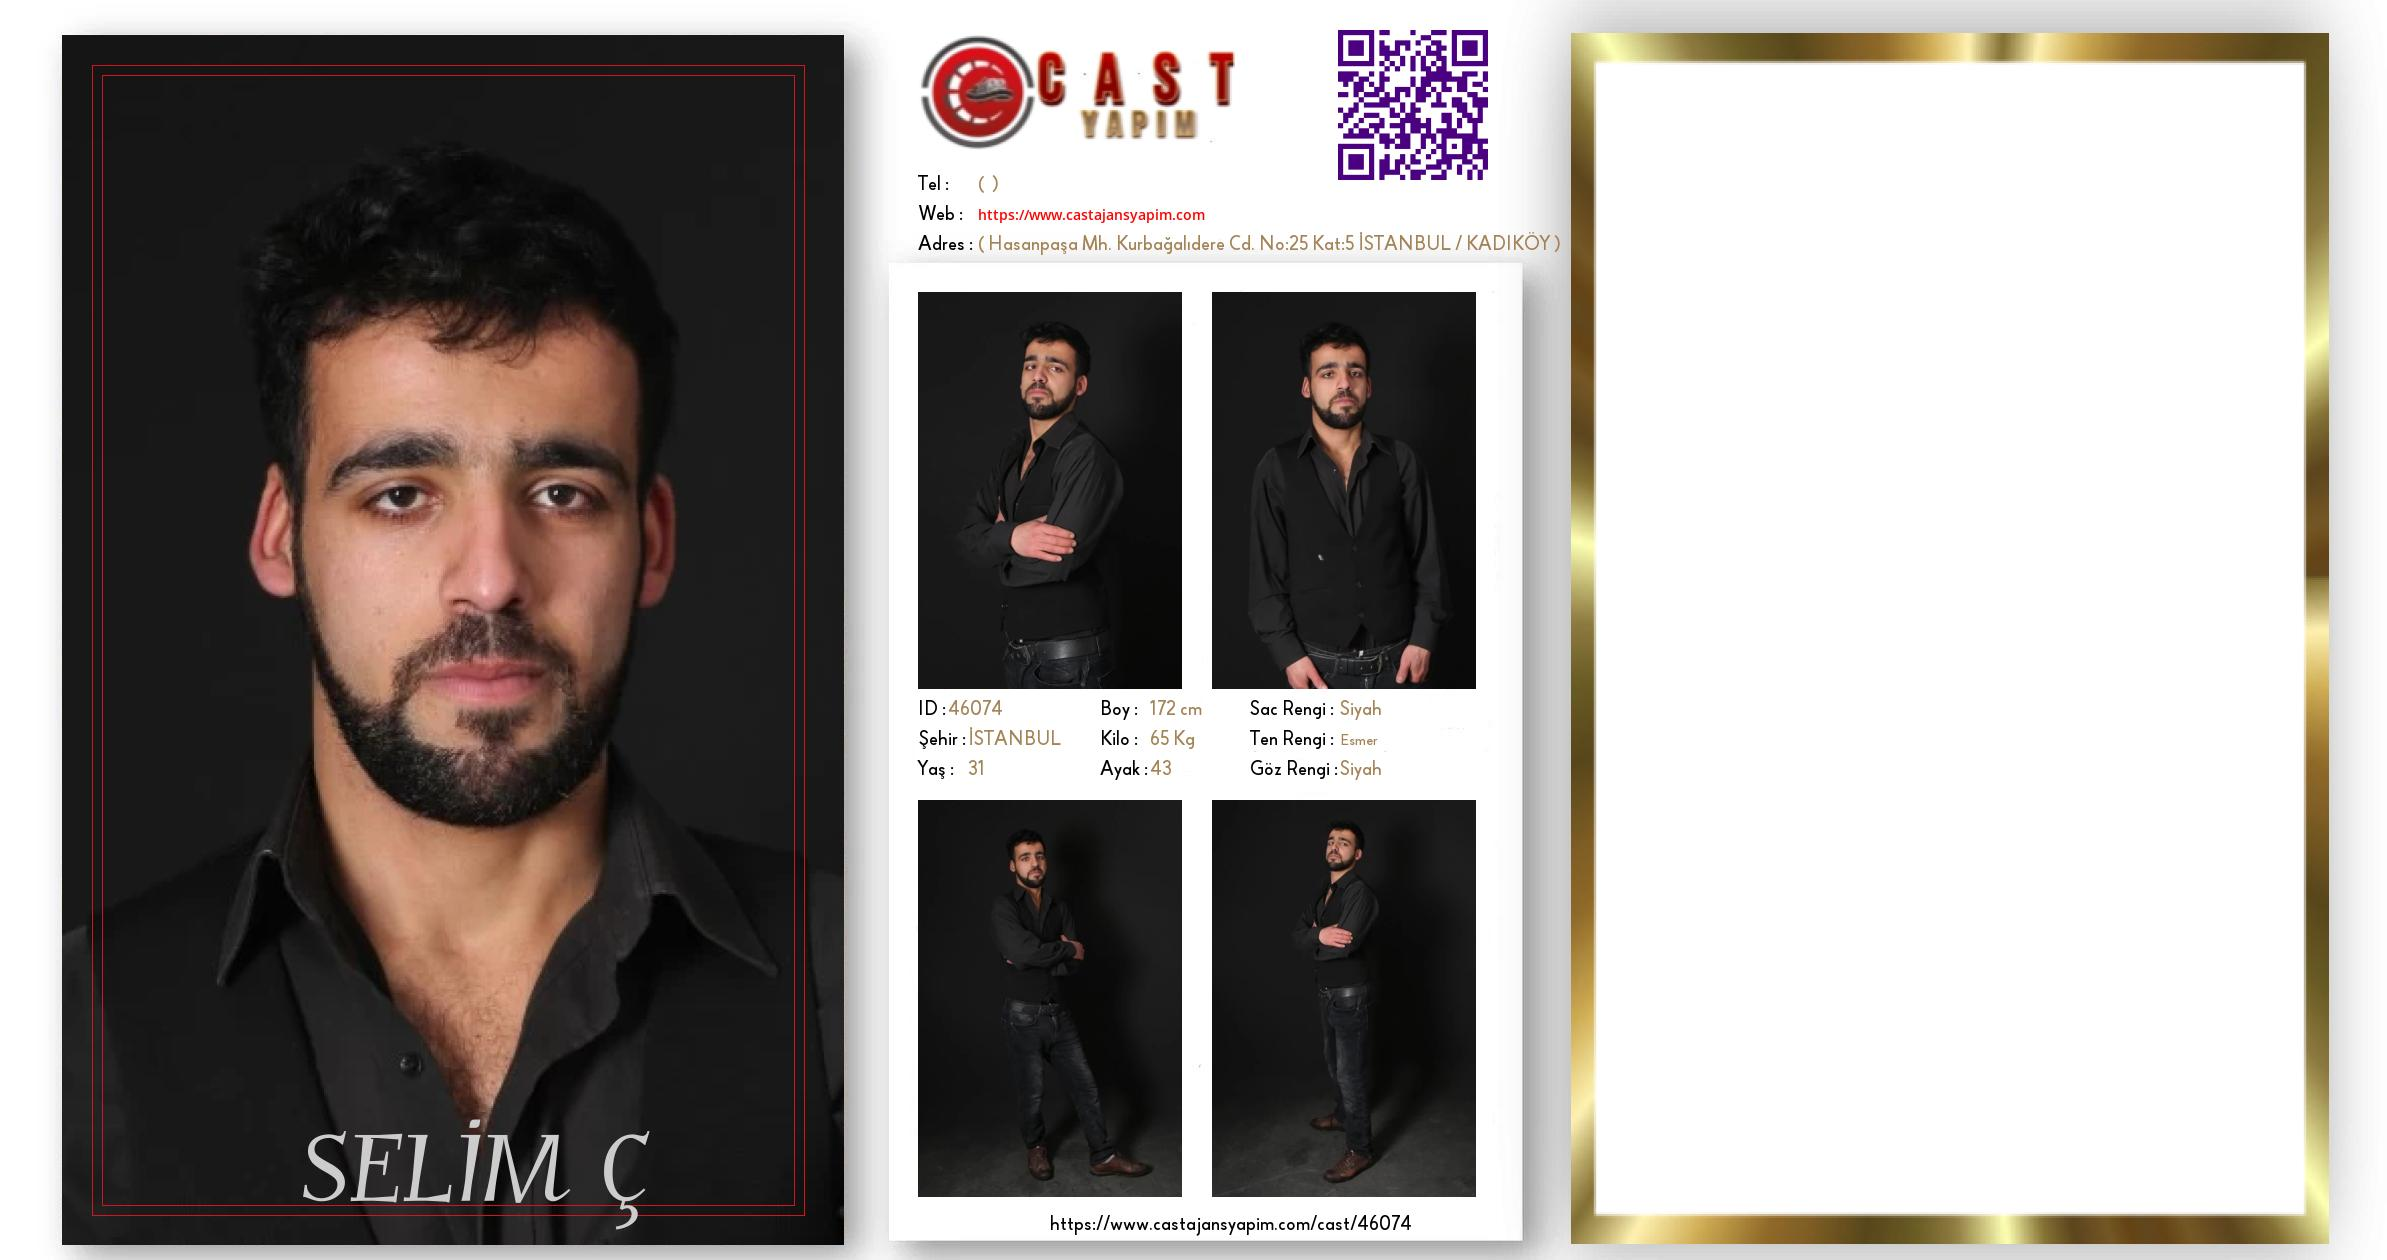 SELİM Ç
CAST
YAPIM
Tel : ( )
Web : https://www.castajansyapim.com
Adres : ( Hasanpaşa Mh. Kurbağalıdere Cd. No:25 Kat:5 İSTANBUL / KADIKÖY )
ID : 46074 Boy : 172 cm Sac Rengi : Siyah
Şehir : İSTANBUL Kilo : 65 Kg Ten Rengi : Esmer
Yaş : 31 Ayak : 43 Göz Rengi : Siyah
https://www.castajansyapim.com/cast/46074